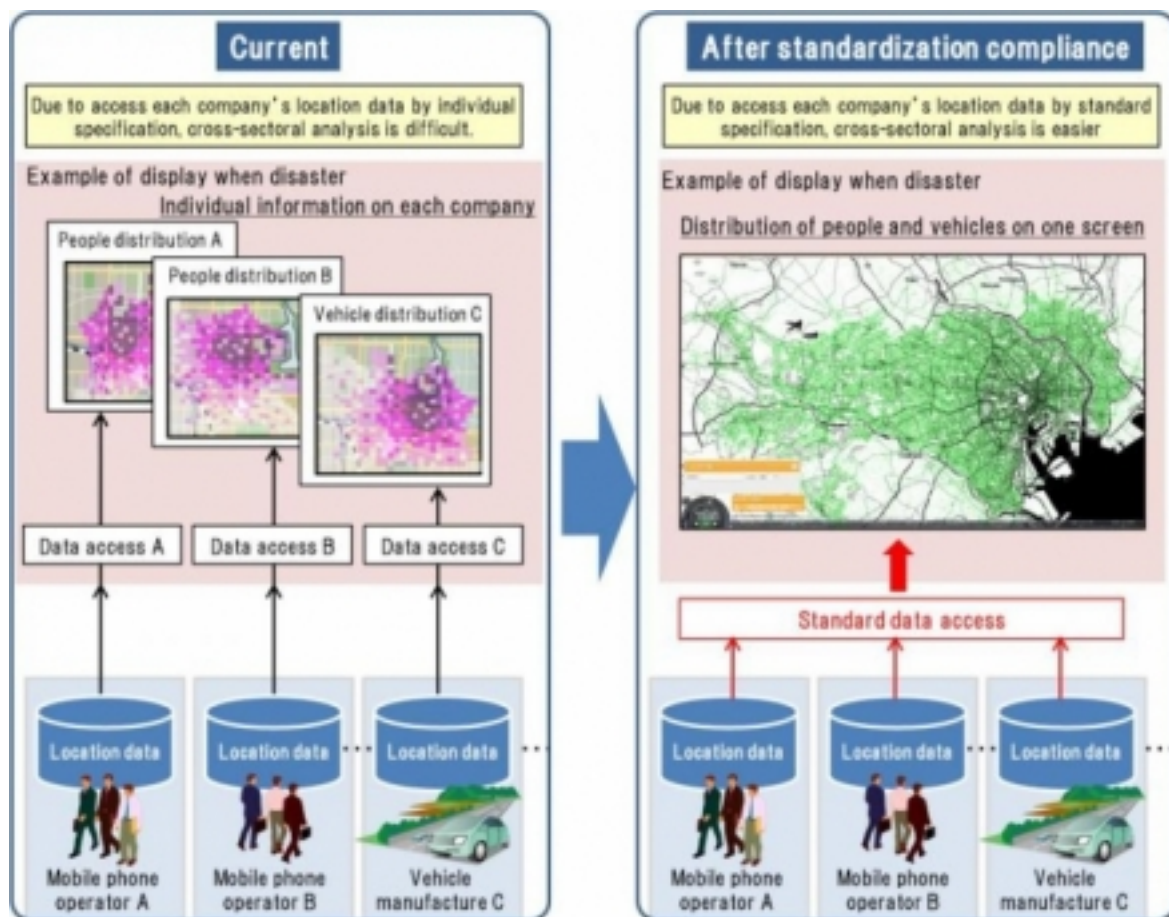 Current
Due to access each company's location data by individual
specification, cross-sectoral analysis is difficult.
Example of display when disaster
Individual information on each company
People distribution A
People distribution B
Vehicle distribution C
Data access A
Data access B
Data access C
Location data
Location data
Location data
Mobile phone
operator A
Mobile phone
operator B
Vehicle
manufacture C
After standardization compliance
Due to access each company's location data by standard
specification, cross-sectoral analysis is easier
Example of display when disaster
Distribution of people and vehicles on one screen
Standard data access
Location data
Location data
Location data
Mobile phone
operator A
Mobile phone
operator B
Vehicle
manufacture C